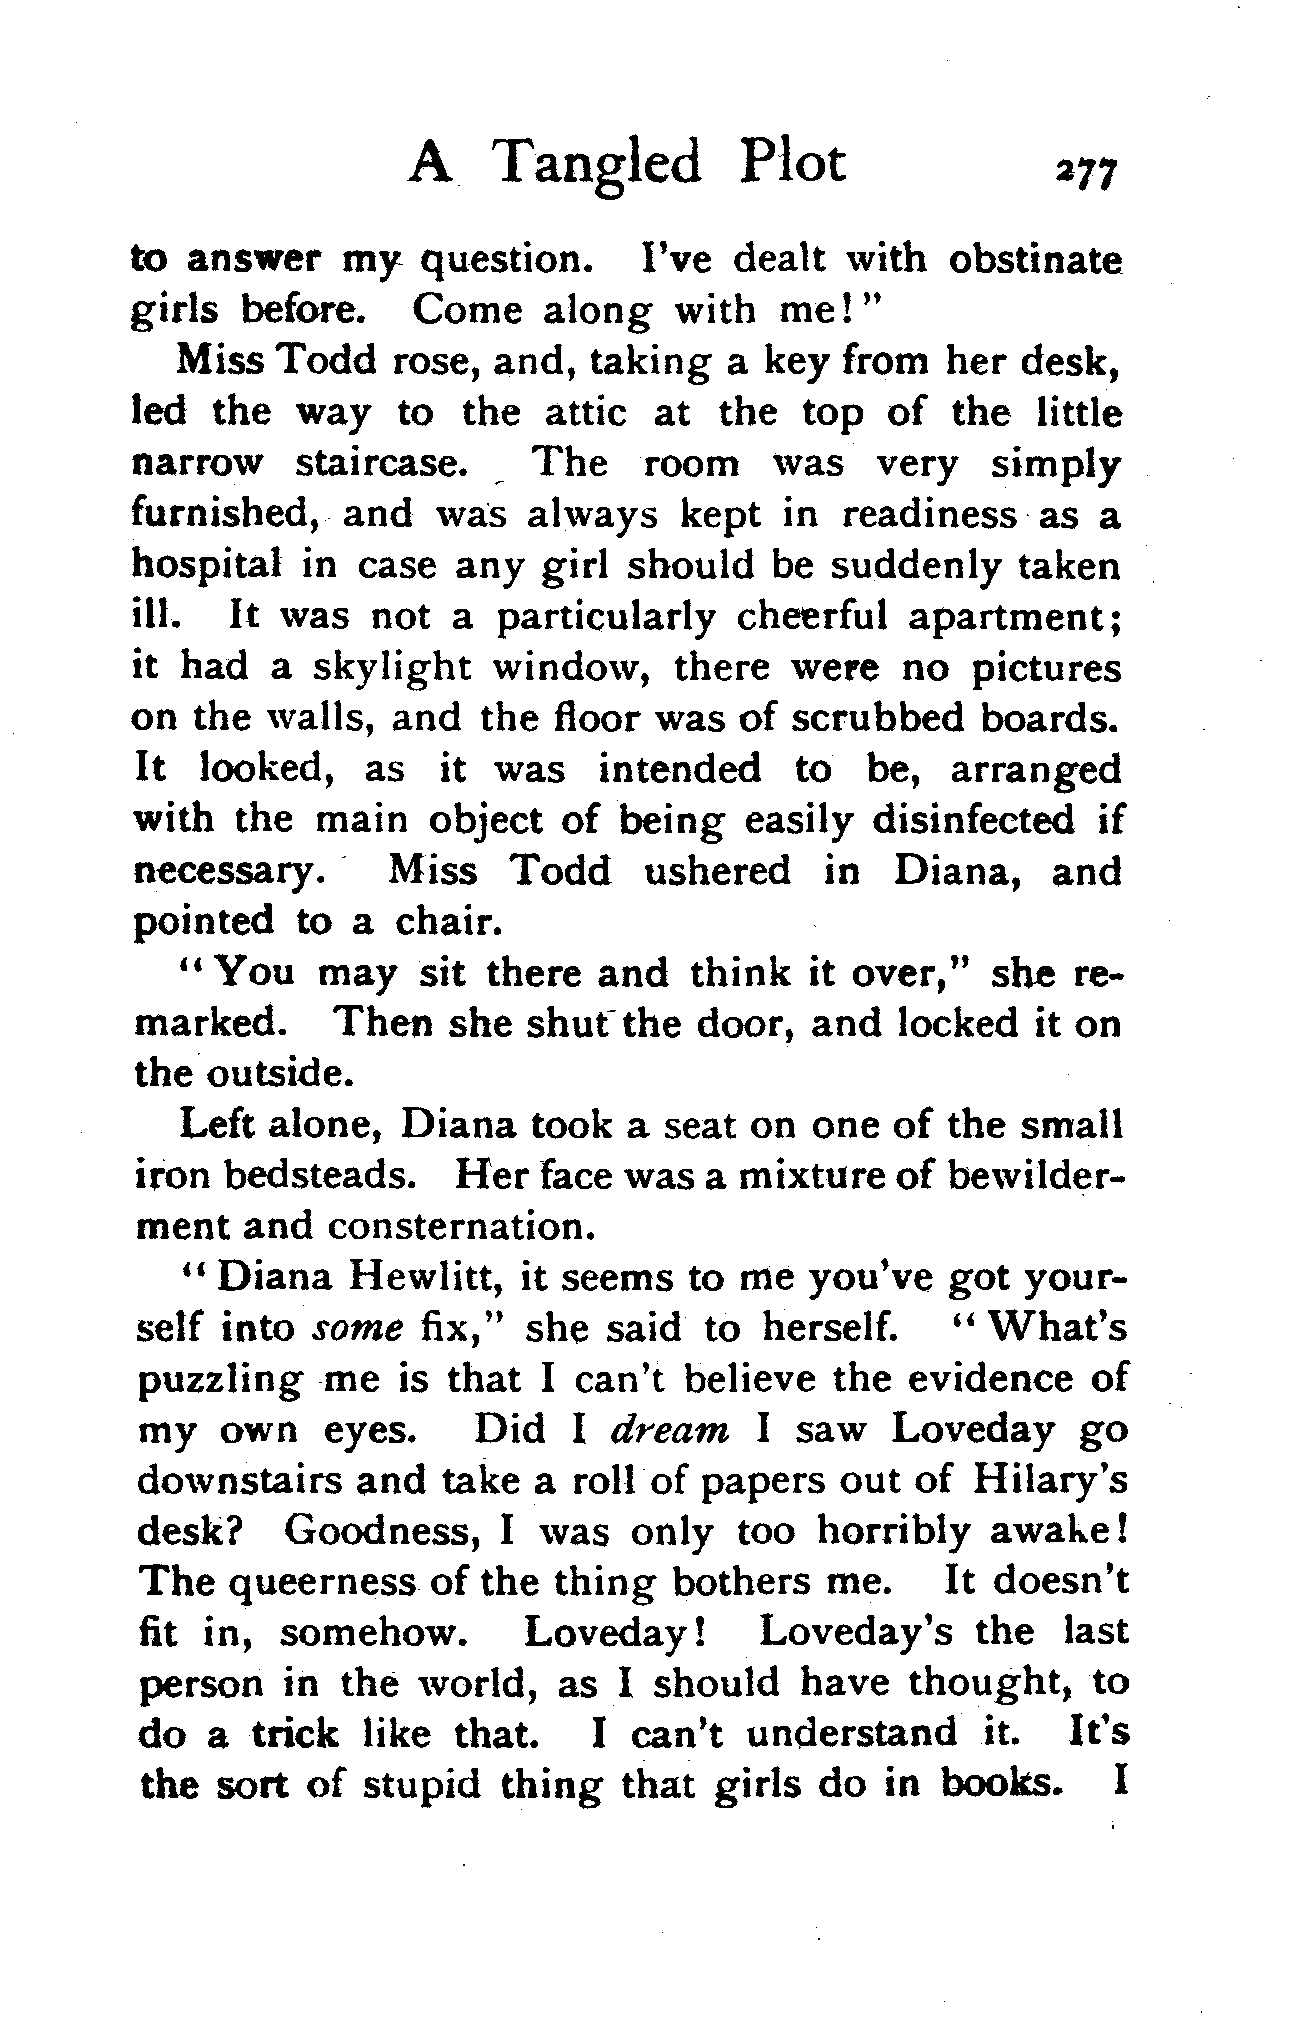 A Tangled Plot 277
to answer my question. I've dealt with obstinate
girls before. Come along with me!"
Miss Todd rose, and, taking a key from her desk,
led the way to the attic at the top of the little
narrow staircase. The room was very simply
furnished, and was always kept in readiness as a
hospital in case any girl should be suddenly taken
ill. It was not a particularly cheerful apartment;
it had a skylight window, there were no pictures
on the walls, and the floor was of scrubbed boards.
It looked, as it was intended to be, arranged
with the main object of being easily disinfected if
necessary. Miss Todd ushered in Diana, and
pointed to a chair.
"You may sit there and think it over," she re-
marked. Then she shut the door, and locked it on
the outside.
Left alone, Diana took a seat on one of the small
iron bedsteads. Her face was a mixture of bewilder-
ment and consternation.
"Diana Hewlitt, it seems to me you've got your-
self into some fix," she said to herself. "What's
puzzling me is that I can't believe the evidence of
my own eyes. Did I dream I saw Loveday go
downstairs and take a roll of papers out of Hilary's
desk? Goodness, I was only too horribly awake!
The queerness of the thing bothers me. It doesn't
fit in, somehow. Loveday! Loveday's the last
person in the world, as I should have thought, to
do a trick like that. I can't understand it. It's
the sort of stupid thing that girls do in books. I